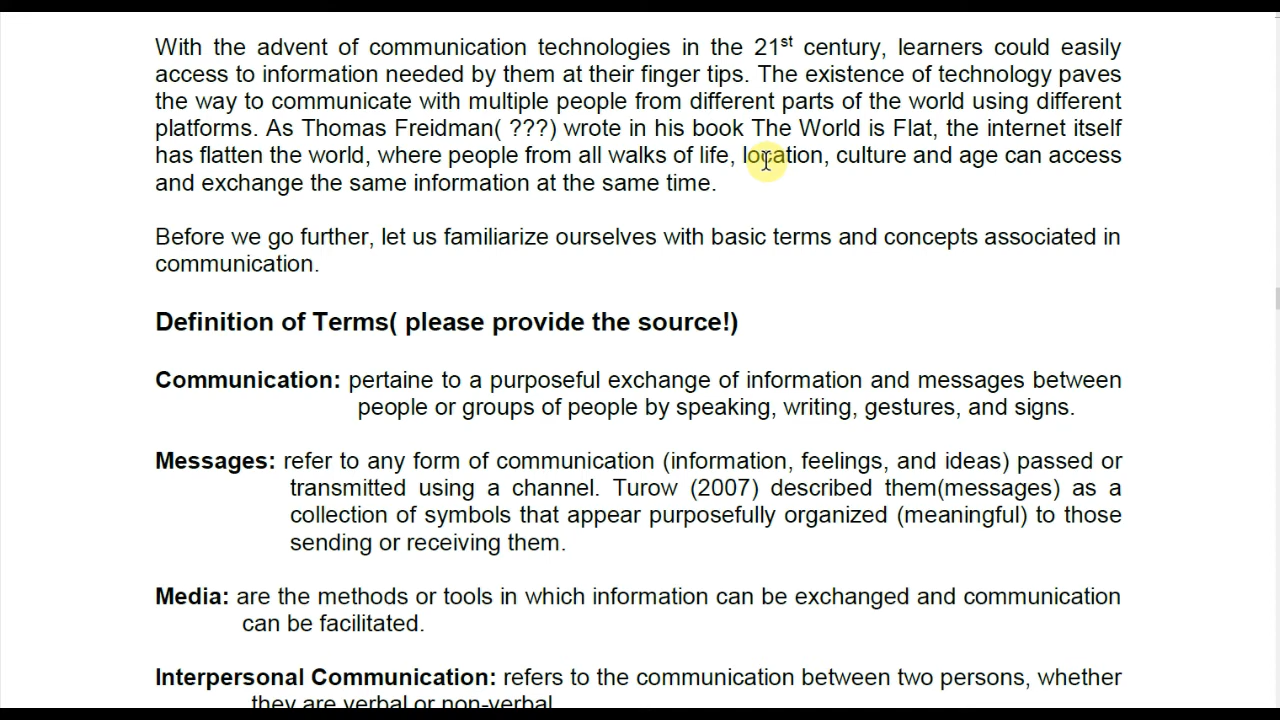 With the advent of communication technologies in the 21st century, learners could easily
access to information needed by them at their finger tips. The existence of technology paves
the way to communicate with multiple people from different parts of the world using different
platforms. As Thomas Freidman( ???) wrote in his book The World is Flat, the internet itself
has flatten the world, where people from all walks of life, location, culture and age can access
and exchange the same information at the same time.
Before we go further, let us familiarize ourselves with basic terms and concepts associated in
communication.
Definition of Terms( please provide the source!)
Communication: pertaine to a purposeful exchange of information and messages between
people or groups of people by speaking, writing, gestures, and signs.
Messages: refer to any form of communication (information, feelings, and ideas) passed or
transmitted using a channel. Turow (2007) described them(messages) as a
collection of symbols that appear purposefully organized (meaningful) to those
sending or receiving them.
Media: are the methods or tools in which information can be exchanged and communication
can be facilitated.
Interpersonal Communication: refers to the communication between two persons, whether
they are verbal or non-verbal